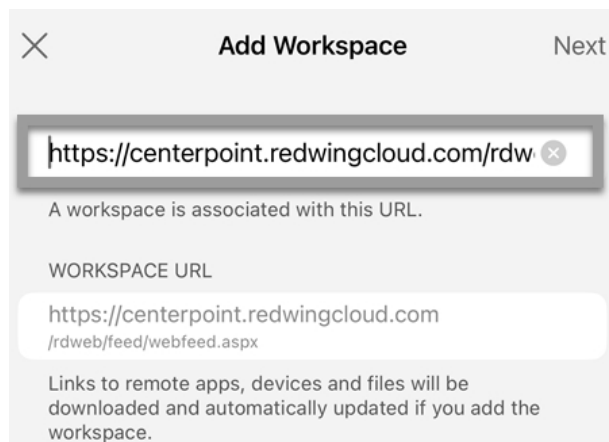 Add Workspace Next
https://centerpoint.redwingcloud.com/rdw
A workspace is associated with this URL.
WORKSPACE URL
https://centerpoint.redwingcloud.com
/rdweb/feed/webfeed.aspx
Links to remote apps, devices and files will be
downloaded and automatically updated if you add the
workspace.